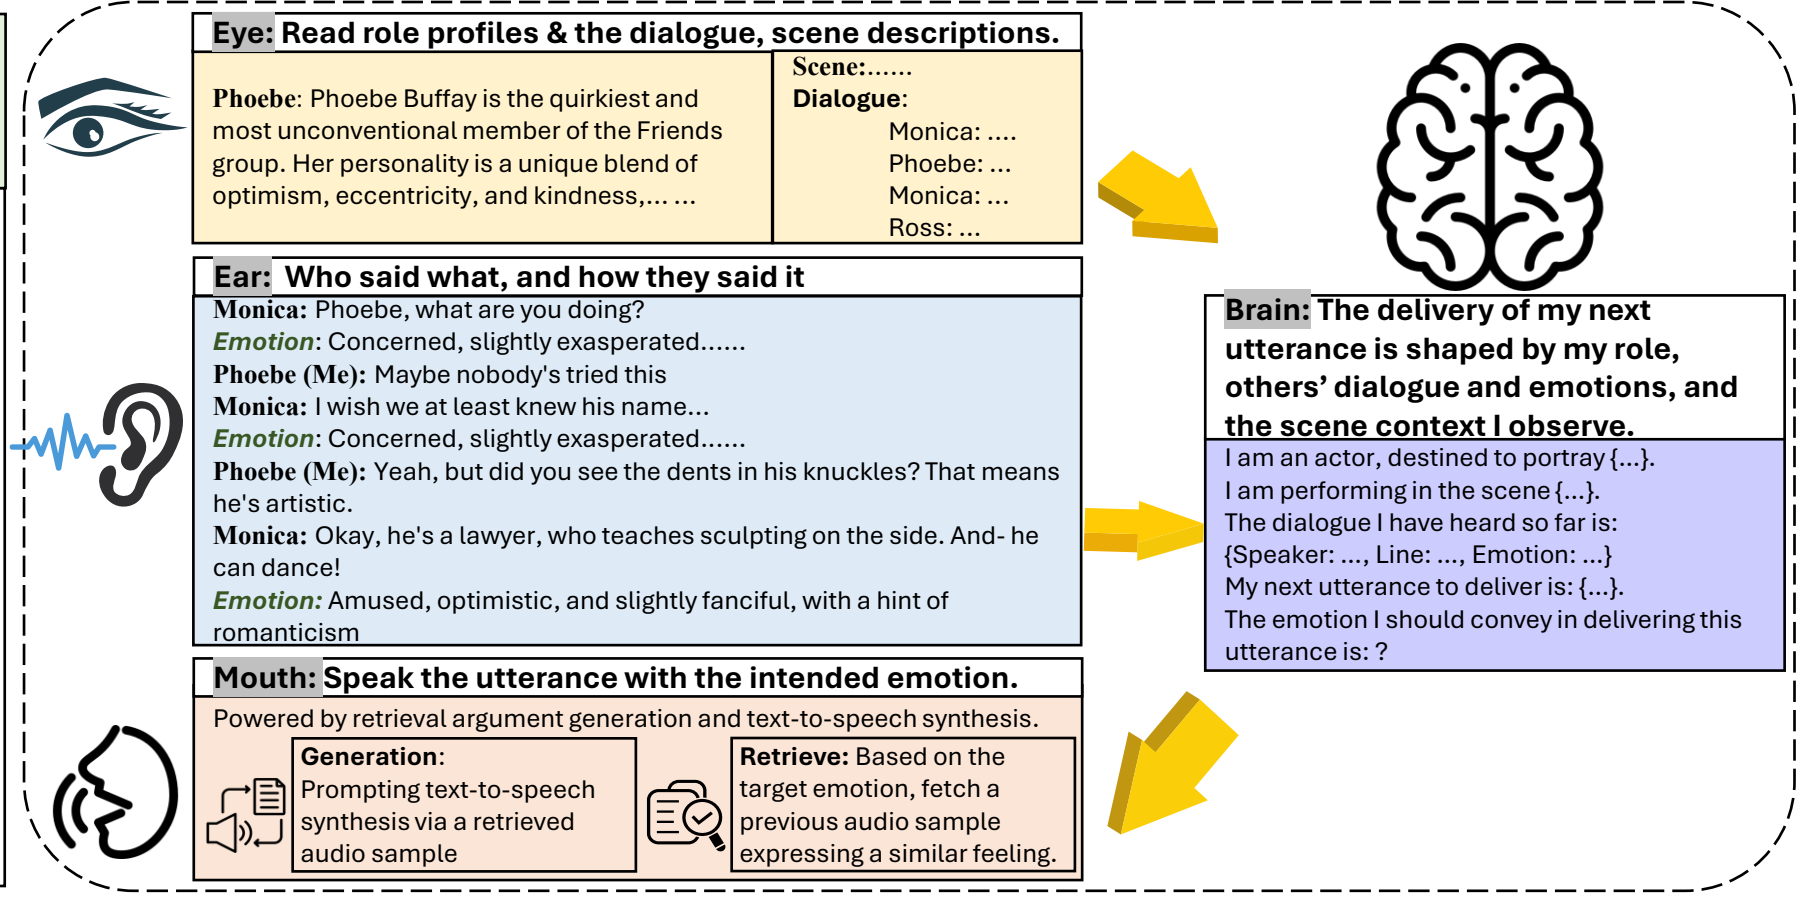 Eye: Read role profiles & the dialogue, scene descriptions.
Phoebe: Phoebe Buffay is the quirkiest and
most unconventional member of the Friends
group. Her personality is a unique blend of
optimism, eccentricity, and kindness,... ...
Scene:......
Dialogue:
Monica: ....
Phoebe: ...
Monica: ...
Ross: ...
Ear: Who said what, and how they said it
Monica: Phoebe, what are you doing?
Emotion: Concerned, slightly exasperated......
Phoebe (Me): Maybe nobody's tried this
Monica: I wish we at least knew his name...
Emotion: Concerned, slightly exasperated......
Phoebe (Me): Yeah, but did you see the dents in his knuckles? That means
he's artistic.
Monica: Okay, he's a lawyer, who teaches sculpting on the side. And- he
can dance!
Emotion: Amused, optimistic, and slightly fanciful, with a hint of
romanticism
Brain: The delivery of my next
utterance is shaped by my role,
others’ dialogue and emotions, and
the scene context I observe.
I am an actor, destined to portray {...}.
I am performing in the scene {...}.
The dialogue I have heard so far is:
{Speaker: ..., Line: ..., Emotion: ...}
My next utterance to deliver is: {...}.
The emotion I should convey in delivering this
utterance is: ?
Mouth: Speak the utterance with the intended emotion.
Powered by retrieval argument generation and text-to-speech synthesis.
Generation:
Prompting text-to-speech
synthesis via a retrieved
audio sample
Retrieve: Based on the
target emotion, fetch a
previous audio sample
expressing a similar feeling.